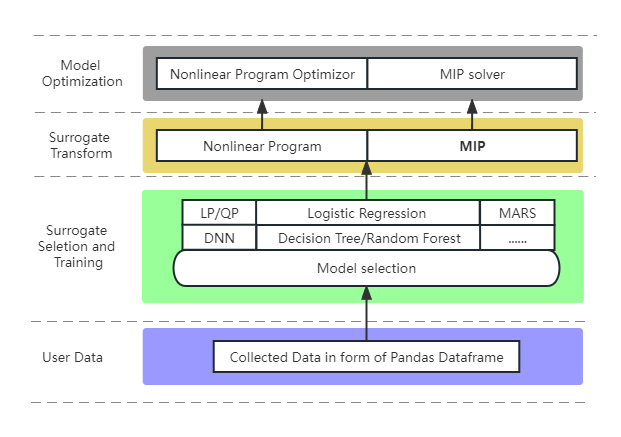 Model
Optimization
Nonlinear Program Optimizor
MIP solver
Surrogate
Transform
Nonlinear Program
MIP
Surrogate
Seletion and
Training
LP/QP
Logistic Regression
MARS
DNN
Decision Tree/Random Forest
......
Model selection
User Data
Collected Data in form of Pandas Dataframe